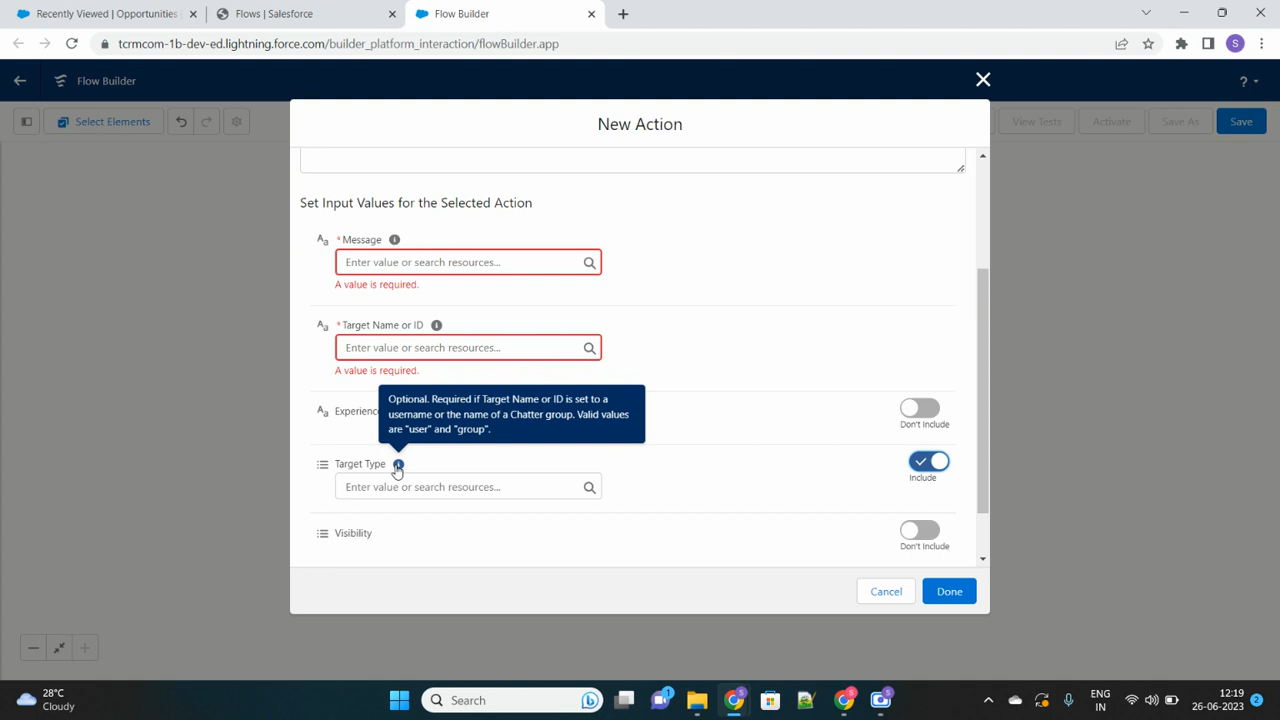 Recently Viewed | Opportunities
Flows | Salesforce
Flow Builder
tcrmcom-1b-dev-ed.lightning.force.com/builder_platform_interaction/flowBuilder.app
S
Flow Builder
?
Select Elements
View Tests
Activate
Save As
Save
New Action
Set Input Values for the Selected Action
Aa * Message
Enter value or search resources...
A value is required.
Aa * Target Name or ID
Enter value or search resources...
A value is required.
Optional. Required if Target Name or ID is set to a
username or the name of a Chatter group. Valid values
are "user" and "group".
Aa Experience
Don't Include
Target Type
Enter value or search resources...
Include
Visibility
Don't Include
Cancel
Done
28°C
Cloudy
Search
ENG
IN
12:19
26-06-2023